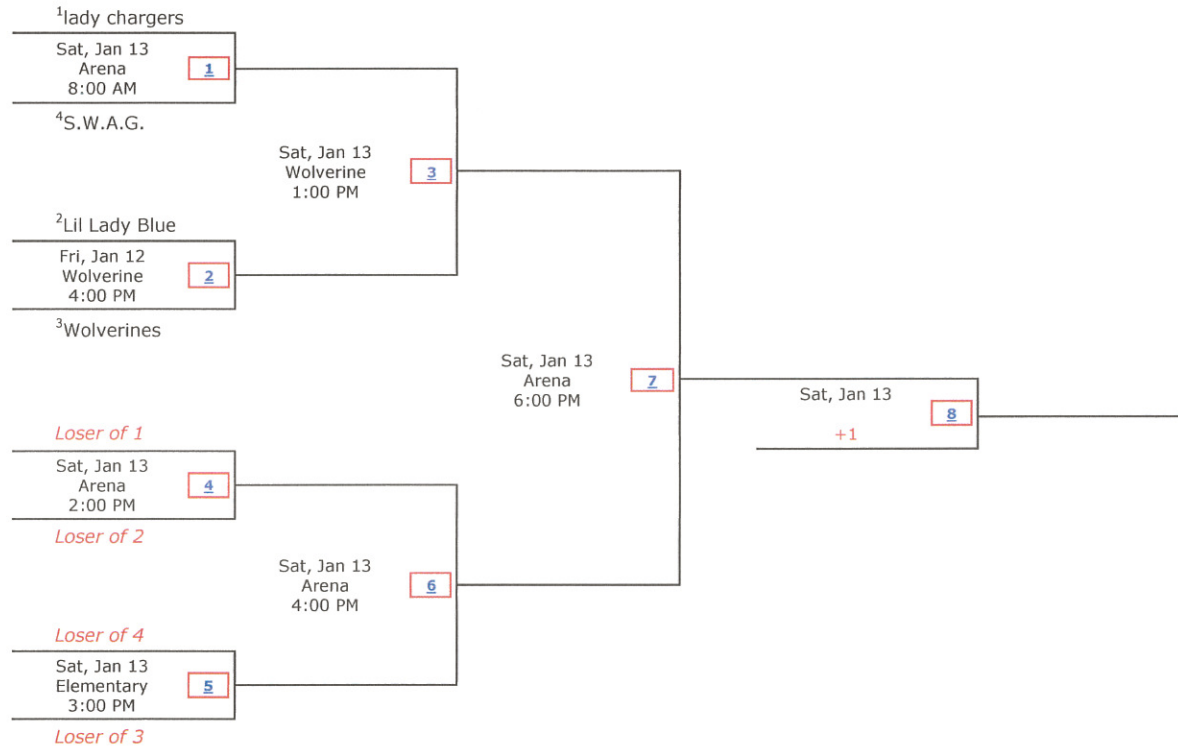 ¹lady chargers
Sat, Jan 13
Arena
8:00 AM
1
⁴S.W.A.G.
Sat, Jan 13
Wolverine
1:00 PM
3
²Lil Lady Blue
Fri, Jan 12
Wolverine
4:00 PM
2
³Wolverines
Sat, Jan 13
Arena
6:00 PM
7
Sat, Jan 13
+1
8
Loser of 1
Sat, Jan 13
Arena
2:00 PM
4
Loser of 2
Sat, Jan 13
Arena
4:00 PM
6
Loser of 4
Sat, Jan 13
Elementary
3:00 PM
5
Loser of 3